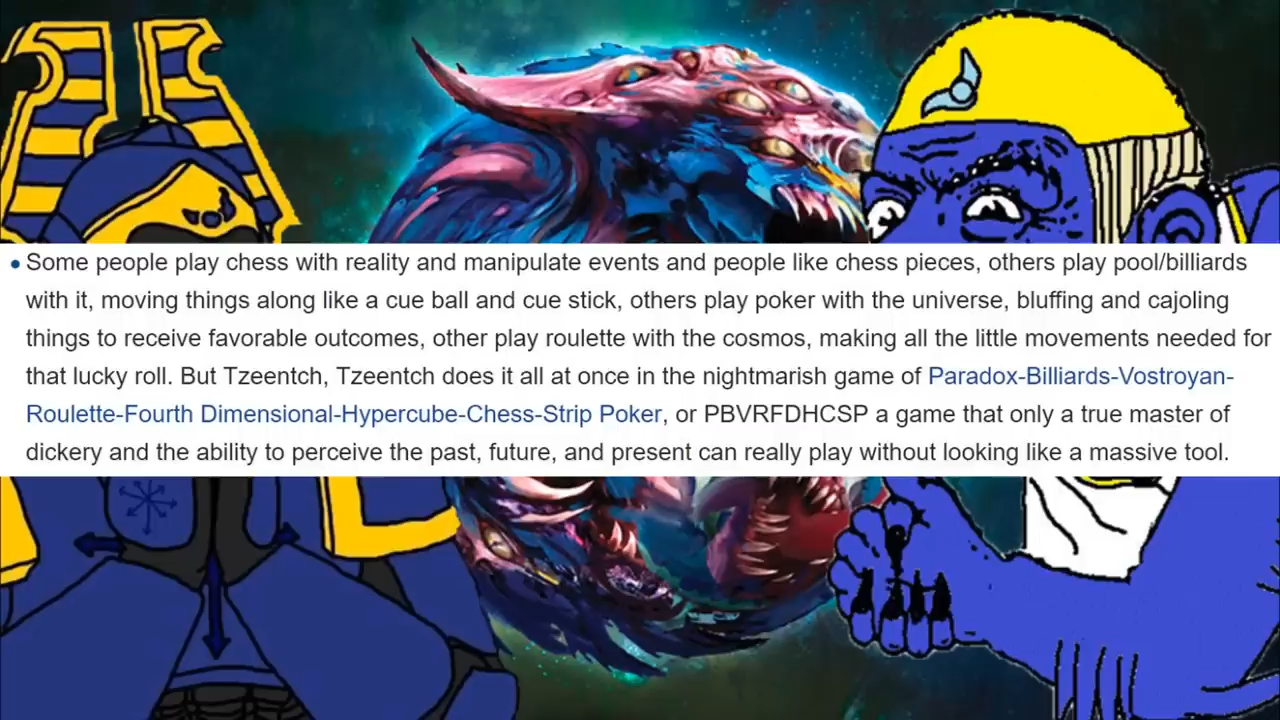 Some people play chess with reality and manipulate events and people like chess pieces, others play pool/billiards
with it, moving things along like a cue ball and cue stick, others play poker with the universe, bluffing and cajoling
things to receive favorable outcomes, other play roulette with the cosmos, making all the little movements needed for
that lucky roll. But Tzeentch, Tzeentch does it all at once in the nightmarish game of Paradox-Billiards-Vostroyan-
Roulette-Fourth Dimensional-Hypercube-Chess-Strip Poker, or PBVRFDHCSP a game that only a true master of
dickery and the ability to perceive the past, future, and present can really play without looking like a massive tool.